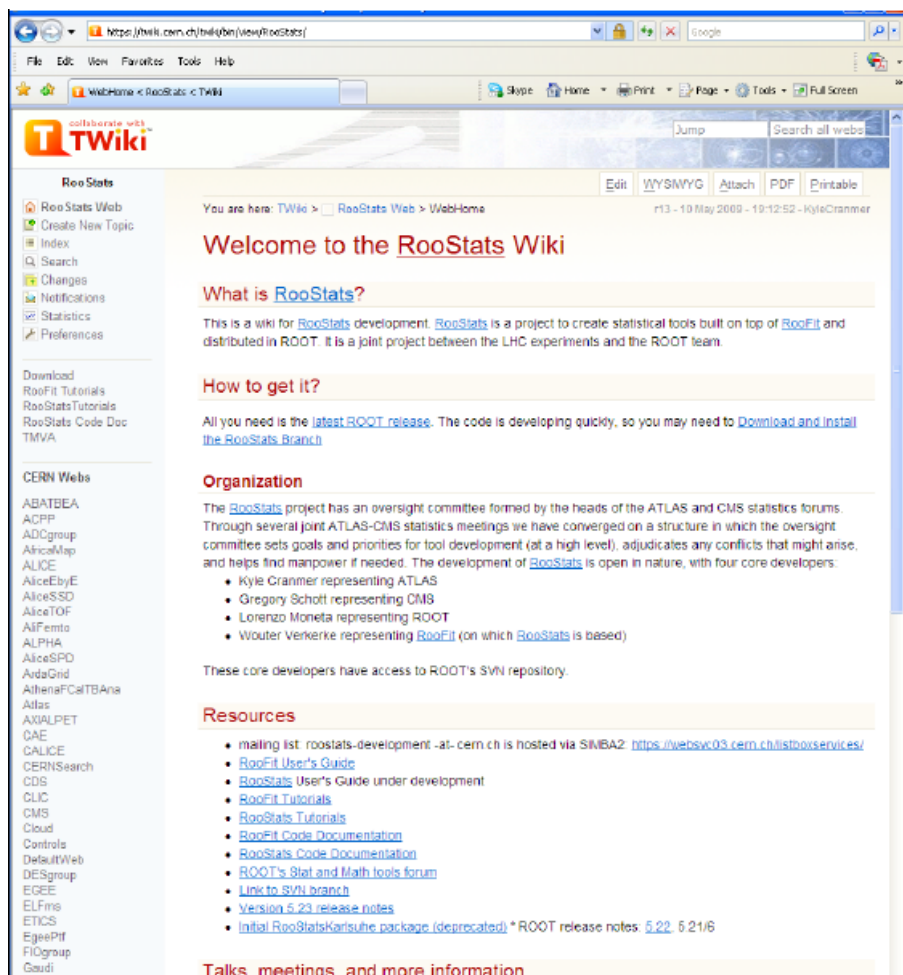 https://twiki.cern.ch/twiki/bin/view/RooStats/
Google
File Edit View Favorites Tools Help
WebHome < RooStats < TWiki
Skype Home Print Page Tools Full Screen
collaborate with
TWiki
Jump
Search all webs
RooStats
Edit WYSIWYG Attach PDF Printable
RooStats Web
Create New Topic
Index
Search
Changes
Notifications
Statistics
Preferences
Download
RooFit Tutorials
RooStatsTutorials
RooStats Code Doc
TMVA
CERN Webs
ABATBEA
ACPP
ADCgroup
AfricaMap
ALICE
AliceEbyE
AliceSSD
AliceTOF
AliFemto
ALPHA
AliceSPD
ArdaGrid
AthenaFCalTBAna
Atlas
AXIALPET
CAE
CALICE
CERNSearch
CDS
CLIC
CMS
Cloud
Controls
DefaultWeb
DESgroup
EGEE
ELFms
ETICS
EgeePtf
FIOgroup
Gaudi
You are here: TWiki > RooStats Web > WebHome
r13 - 10 May 2009 - 19:12:52 - KyleCranmer
Welcome to the RooStats Wiki
What is RooStats?
This is a wiki for RooStats development. RooStats is a project to create statistical tools built on top of RooFit and
distributed in ROOT. It is a joint project between the LHC experiments and the ROOT team.
How to get it?
All you need is the latest ROOT release. The code is developing quickly, so you may need to Download and install
the RooStats Branch
Organization
The RooStats project has an oversight committee formed by the heads of the ATLAS and CMS statistics forums.
Through several joint ATLAS-CMS statistics meetings we have converged on a structure in which the oversight
committee sets goals and priorities for tool development (at a high level), adjudicates any conflicts that might arise,
and helps find manpower if needed. The development of RooStats is open in nature, with four core developers:
• Kyle Cranmer representing ATLAS
• Gregory Schott representing CMS
• Lorenzo Moneta representing ROOT
• Wouter Verkerke representing RooFit (on which RooStats is based)
These core developers have access to ROOT's SVN repository.
Resources
• mailing list: roostats-development -at- cern.ch is hosted via SIMBA2: https://websvc03.cern.ch/listboxservices/
• RooFit User's Guide
• RooStats User's Guide under development
• RooFit Tutorials
• RooStats Tutorials
• RooFit Code Documentation
• RooStats Code Documentation
• ROOT's Stat and Math tools forum
• Link to SVN branch
• Version 5.23 release notes
• Initial RooStatsKarlsuhe package (deprecated) * ROOT release notes: 5.22, 5.21/6
Talks, meetings, and more information